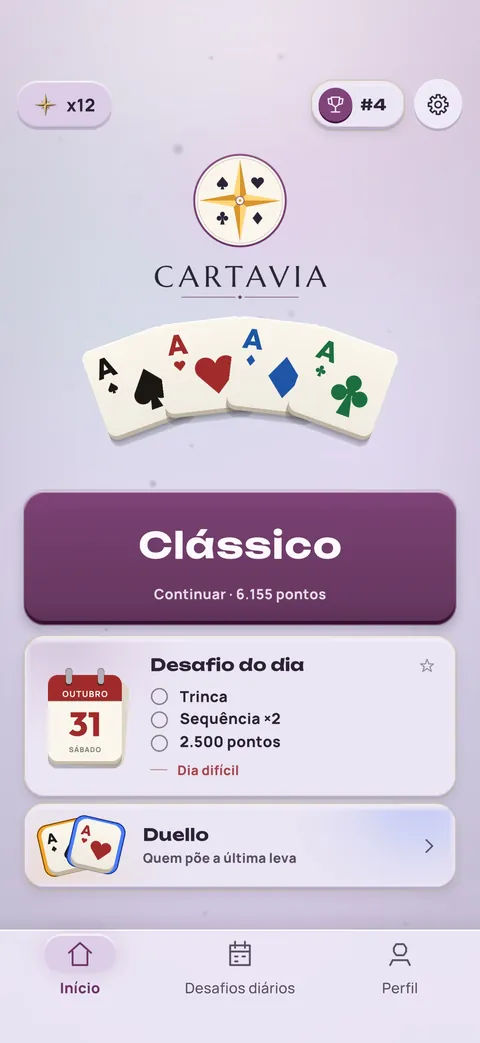 x12
#4
CARTAVIA
A
A
A
A
Clássico
Continuar · 6.155 pontos
Desafio do dia
OUTUBRO
31
SÁBADO
Trinca
Sequência ×2
2.500 pontos
Dia difícil
A
A
Duello
Quem põe a última leva
Início
Desafios diários
Perfil